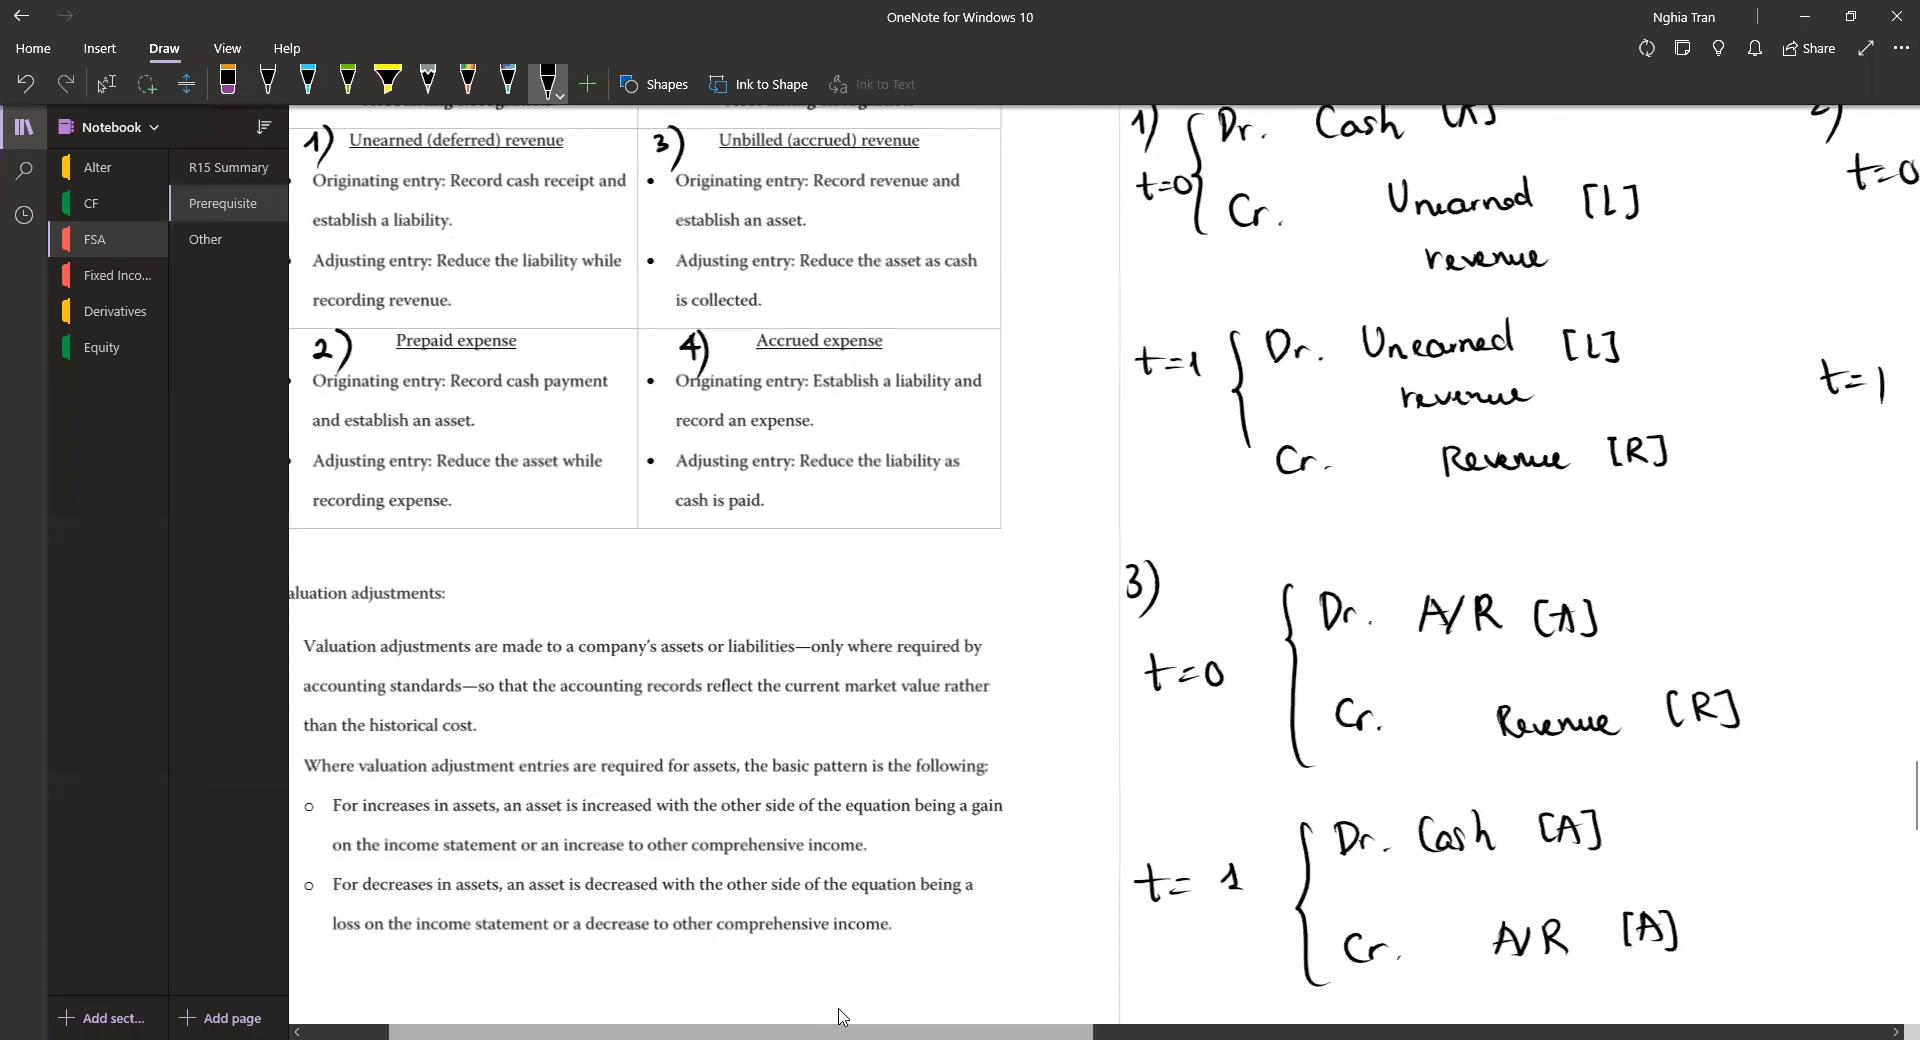 OneNote for Windows 10
Nghia Tran
Home Insert Draw View Help
Share
Shapes
Ink to Shape
Ink to Text
Notebook
Alter
CF
FSA
Fixed Inco...
Derivatives
Equity
R15 Summary
Prerequisite
Other
Add sect...
Add page
1) Unearned (deferred) revenue
Originating entry: Record cash receipt and
establish a liability.
Adjusting entry: Reduce the liability while
recording revenue.
3) Unbilled (accrued) revenue
• Originating entry: Record revenue and
establish an asset.
• Adjusting entry: Reduce the asset as cash
is collected.
2) Prepaid expense
Originating entry: Record cash payment
and establish an asset.
Adjusting entry: Reduce the asset while
recording expense.
4) Accrued expense
• Originating entry: Establish a liability and
record an expense.
• Adjusting entry: Reduce the liability as
cash is paid.
aluation adjustments:
Valuation adjustments are made to a company's assets or liabilities—only where required by
accounting standards—so that the accounting records reflect the current market value rather
than the historical cost.
Where valuation adjustment entries are required for assets, the basic pattern is the following:
o For increases in assets, an asset is increased with the other side of the equation being a gain
on the income statement or an increase to other comprehensive income.
o For decreases in assets, an asset is decreased with the other side of the equation being a
loss on the income statement or a decrease to other comprehensive income.
1) Dr. Cash [A]
t=0
Cr. Unearned [L]
revenue
t=1 Dr. Unearned [L]
revenue
Cr. Revenue [R]
2)
t=0
t=1
3)
Dr. A/R [A]
t=0
Cr. Revenue [R]
Dr. Cash [A]
t=1
Cr. A/R [A]